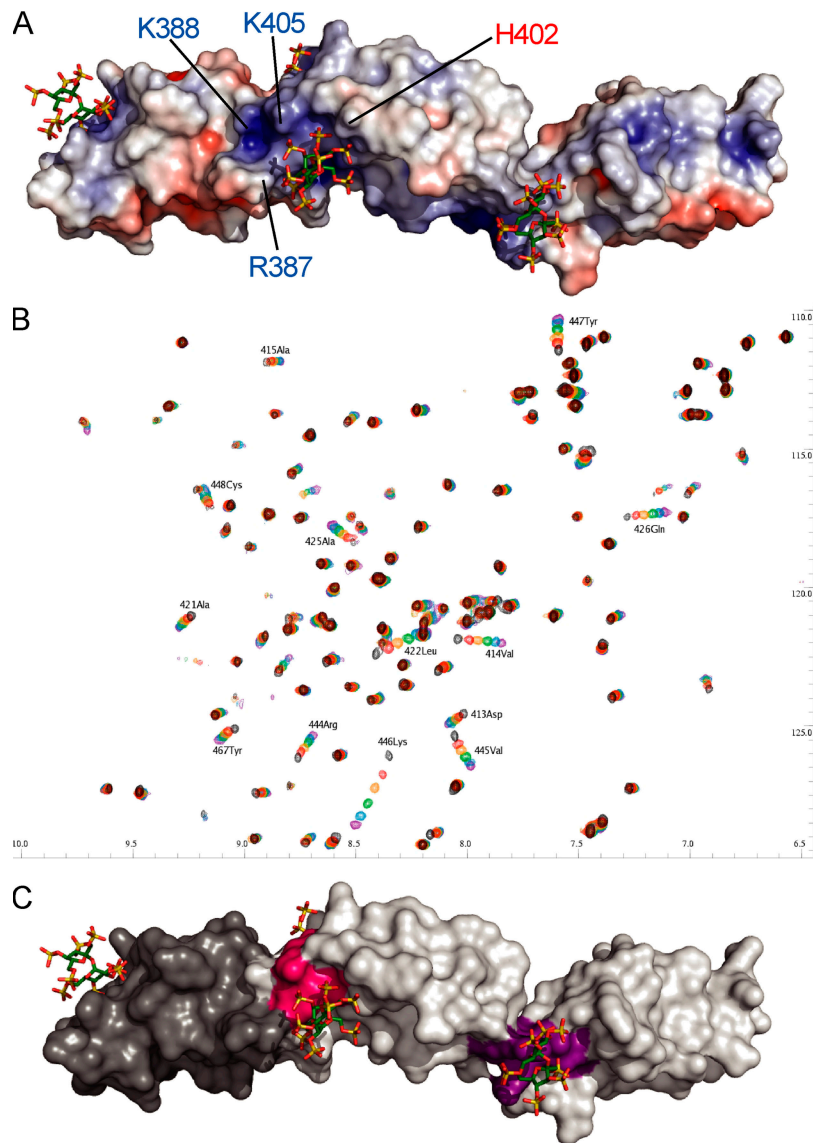 A
K388
K405
H402
R387
B
110.0
447Tyr
415Ala
115.0
448Cys
425Ala
426Gln
120.0
421Ala
422Leu
414Val
413Asp
444Arg
446Lys
445Val
467Tyr
125.0
10.0 9.5 9.0 8.5 8.0 7.5 7.0 6.5
C